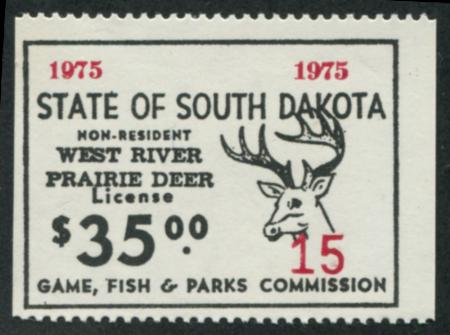 1975 1975
STATE OF SOUTH DAKOTA
NON-RESIDENT
WEST RIVER
PRAIRIE DEER
License
$35.00
15
GAME, FISH & PARKS COMMISSION